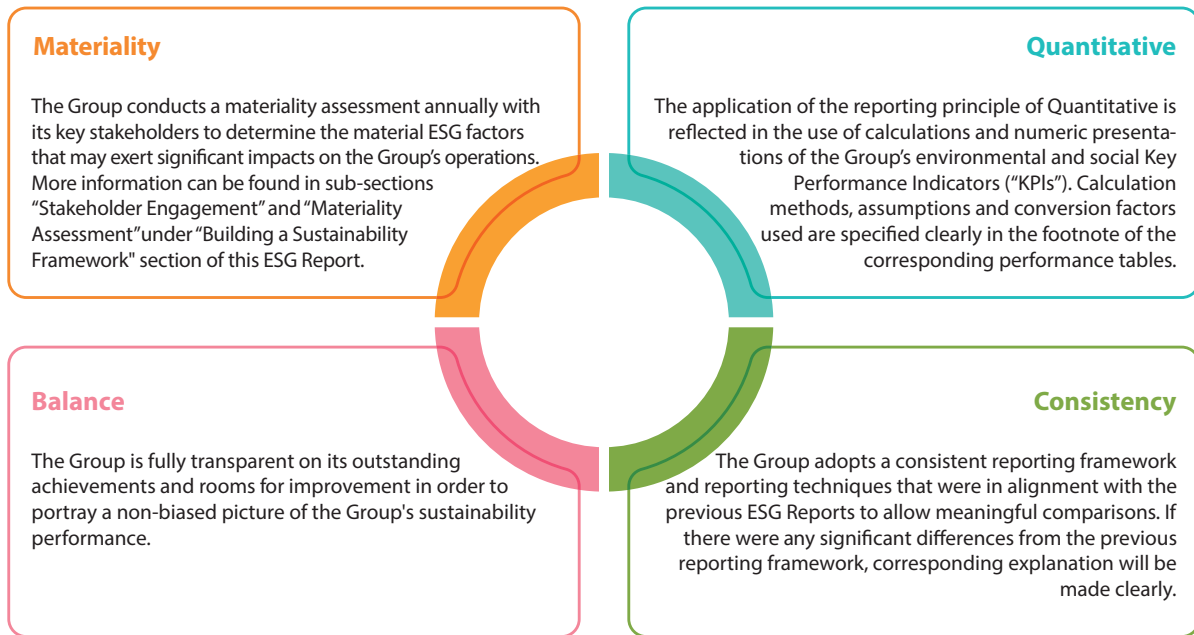 Materiality
The Group conducts a materiality assessment annually with
its key stakeholders to determine the material ESG factors
that may exert significant impacts on the Group’s operations.
More information can be found in sub-sections
“Stakeholder Engagement” and “Materiality
Assessment” under “Building a Sustainability
Framework" section of this ESG Report.
Quantitative
The application of the reporting principle of Quantitative is
reflected in the use of calculations and numeric presenta-
tions of the Group’s environmental and social Key
Performance Indicators (“KPIs”). Calculation
methods, assumptions and conversion factors
used are specified clearly in the footnote of the
corresponding performance tables.
Balance
The Group is fully transparent on its outstanding
achievements and rooms for improvement in order to
portray a non-biased picture of the Group's sustainability
performance.
Consistency
The Group adopts a consistent reporting framework
and reporting techniques that were in alignment with the
previous ESG Reports to allow meaningful comparisons. If
there were any significant differences from the previous
reporting framework, corresponding explanation will be
made clearly.